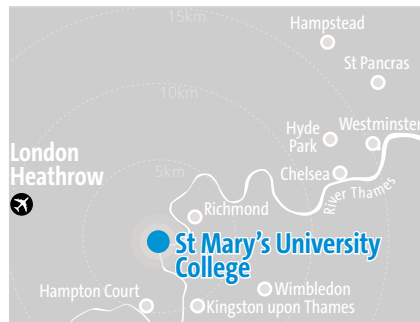 15km
Hampstead
St Pancras
10km
Hyde
Park
Westminster
London
Heathrow
5km
Chelsea
River Thames
Richmond
St Mary's University
College
Wimbledon
Hampton Court
Kingston upon Thames